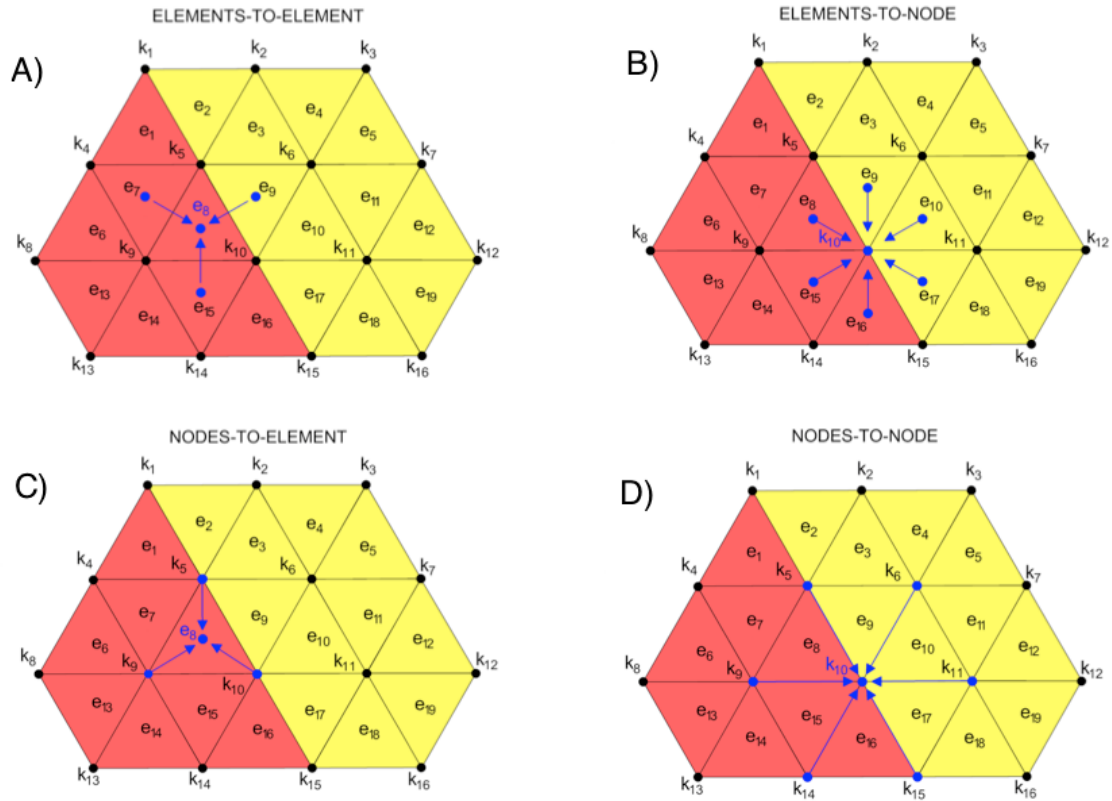 ELEMENTS-TO-ELEMENT
A)
k1 k2 k3
e2 e4
e1 e3 e5
k4 k5 k6 k7
e7 e8 e9 e11
e6 e10 e12
k8 k9 k10 k11 k12
e13 e15 e17 e19
e14 e16 e18
k13 k14 k15 k16
ELEMENTS-TO-NODE
B)
k1 k2 k3
e2 e4
e1 e3 e5
k4 k5 k6 k7
e9
e7 e8 e10 e11
e6 e12
k8 k9 k10 k11 k12
e13 e15 e17 e19
e14 e16 e18
k13 k14 k15 k16
NODES-TO-ELEMENT
C)
k1 k2 k3
e2 e4
e1 e3 e5
k4 k5 k6 k7
e7 e9 e11
e6 e8 e10 e12
k8 k9 k10 k11 k12
e13 e15 e17 e19
e14 e16 e18
k13 k14 k15 k16
NODES-TO-NODE
D)
k1 k2 k3
e2 e4
e1 e3 e5
k4 k5 k6 k7
e7 e9 e11
e6 e8 e10 e12
k8 k9 k10 k11 k12
e13 e15 e17 e19
e14 e16 e18
k13 k14 k15 k16